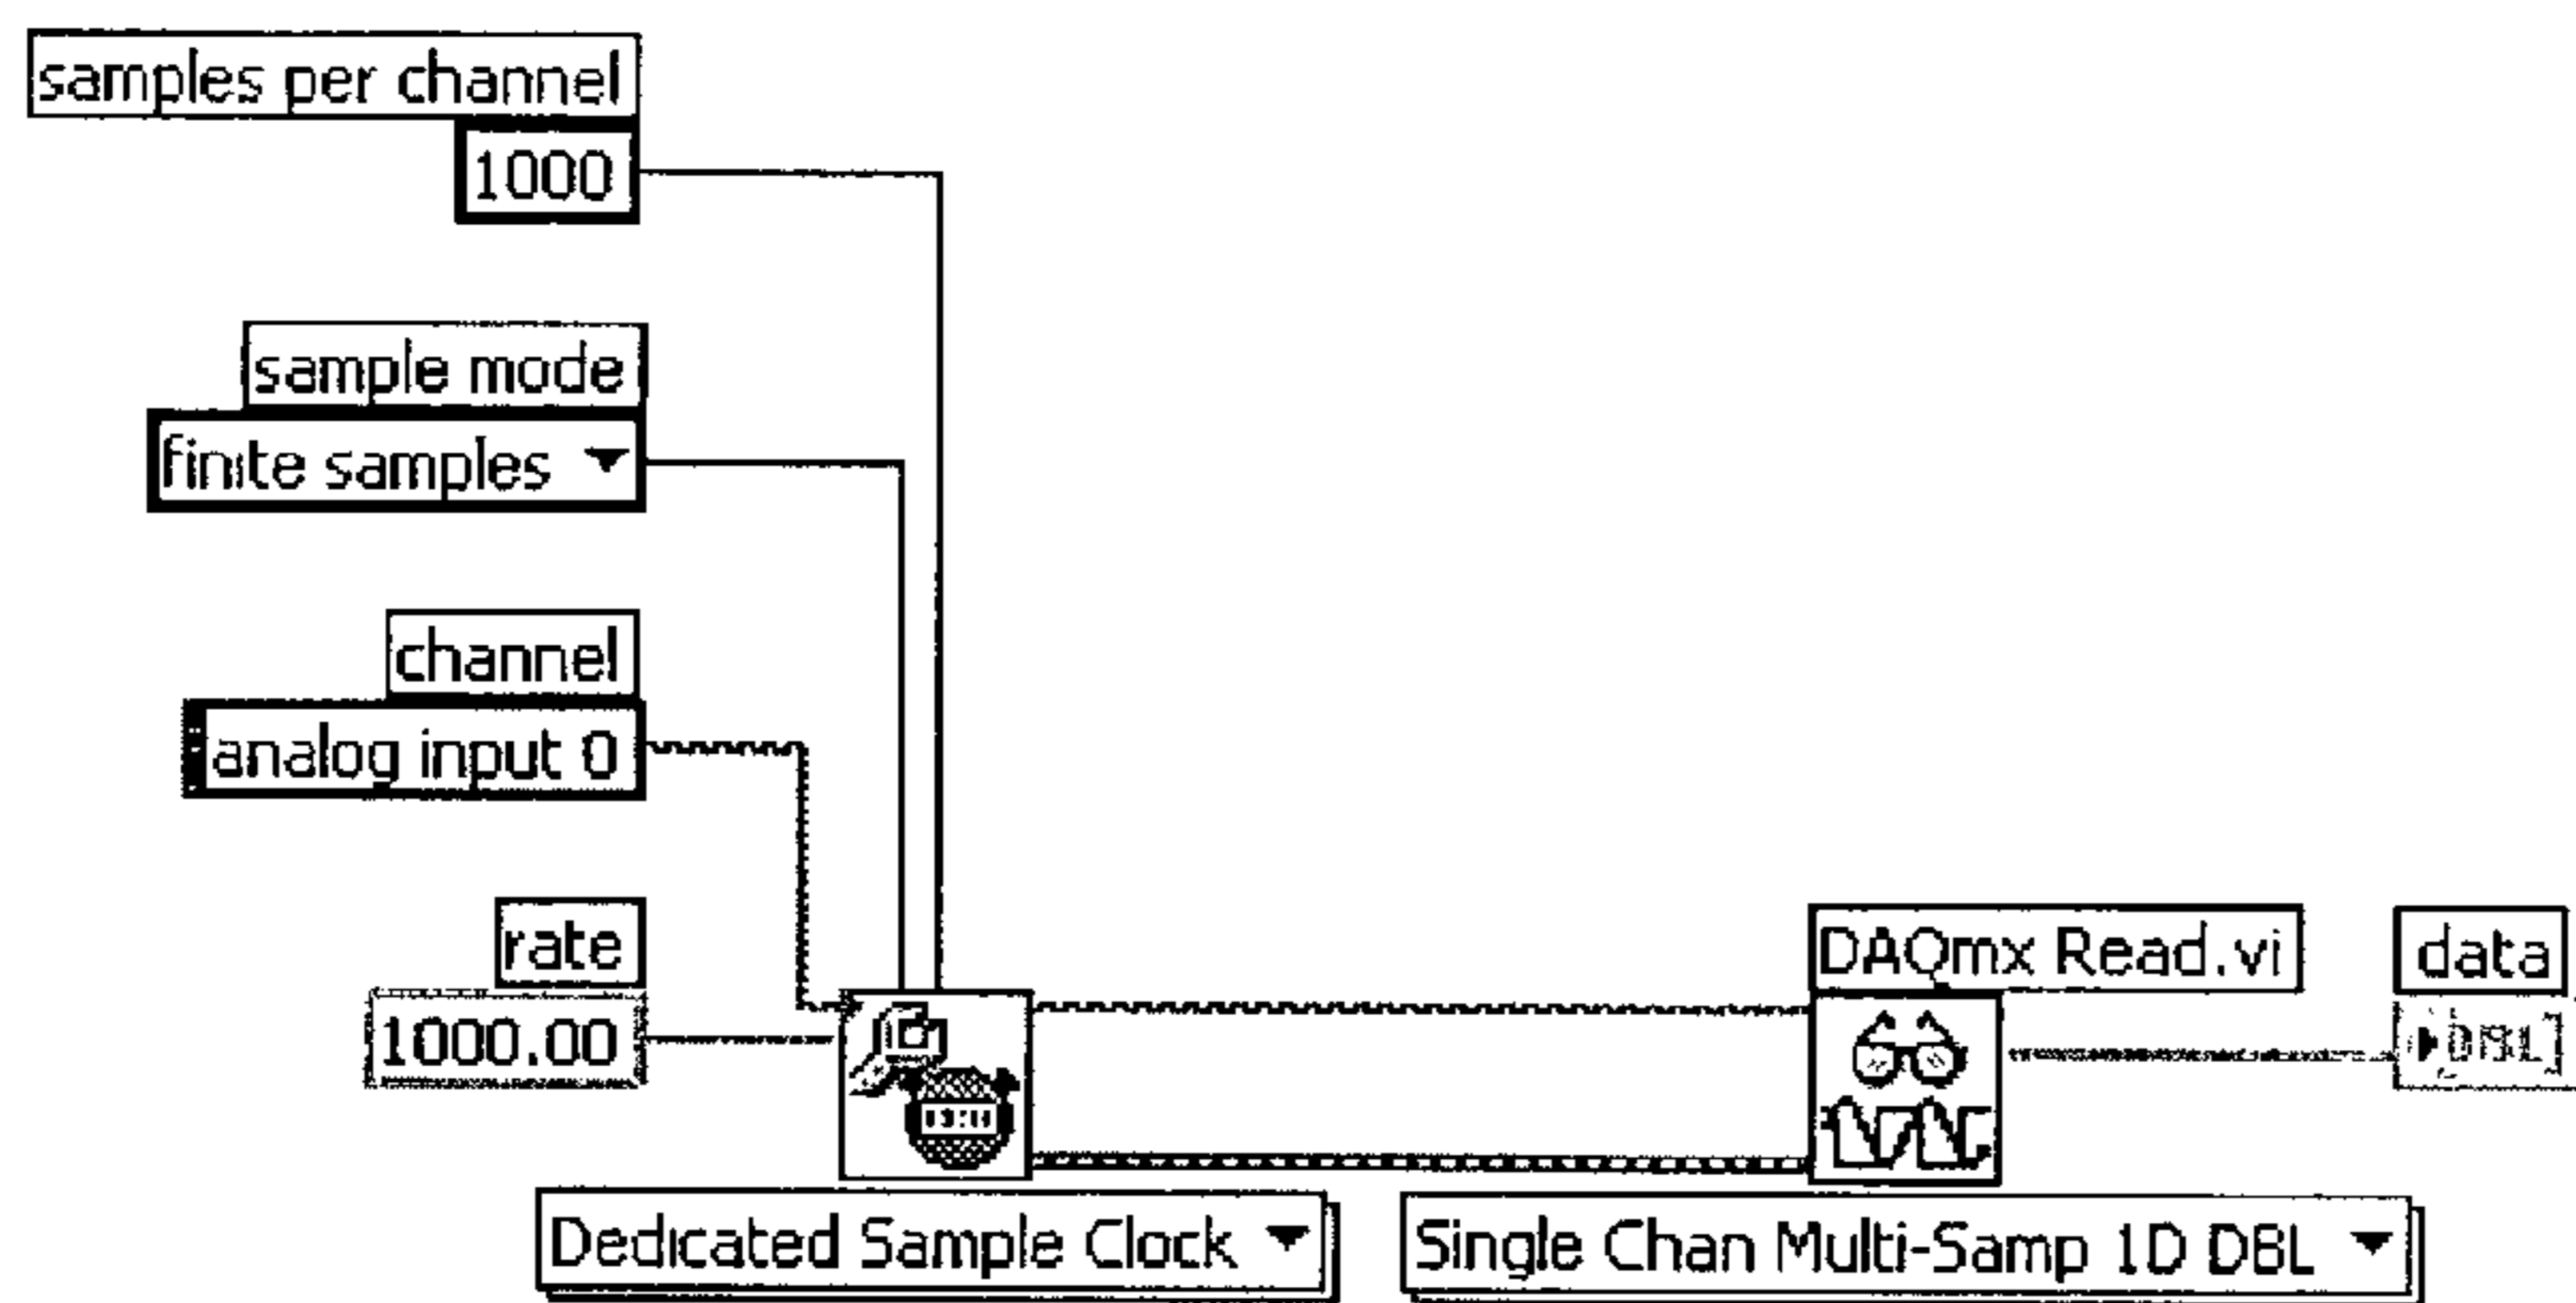 samples per channel
1000
sample mode
finite samples
channel
analog input 0
rate
1000.00
DAQmx Read.vi
data
DBL
Dedicated Sample Clock
Single Chan Multi-Samp 1D DBL